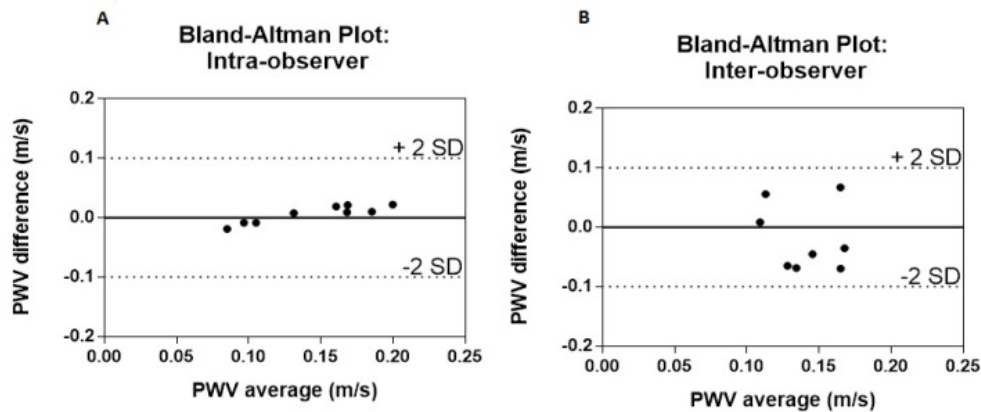 A
Bland-Altman Plot:
Intra-observer
PWV difference (m/s)
0.2
0.1
0.0
-0.1
-0.2
+ 2 SD
-2 SD
0.00 0.05 0.10 0.15 0.20 0.25
PWV average (m/s)
B
Bland-Altman Plot:
Inter-observer
PWV difference (m/s)
0.2
0.1
0.0
-0.1
-0.2
+ 2 SD
-2 SD
0.00 0.05 0.10 0.15 0.20 0.25
PWV average (m/s)